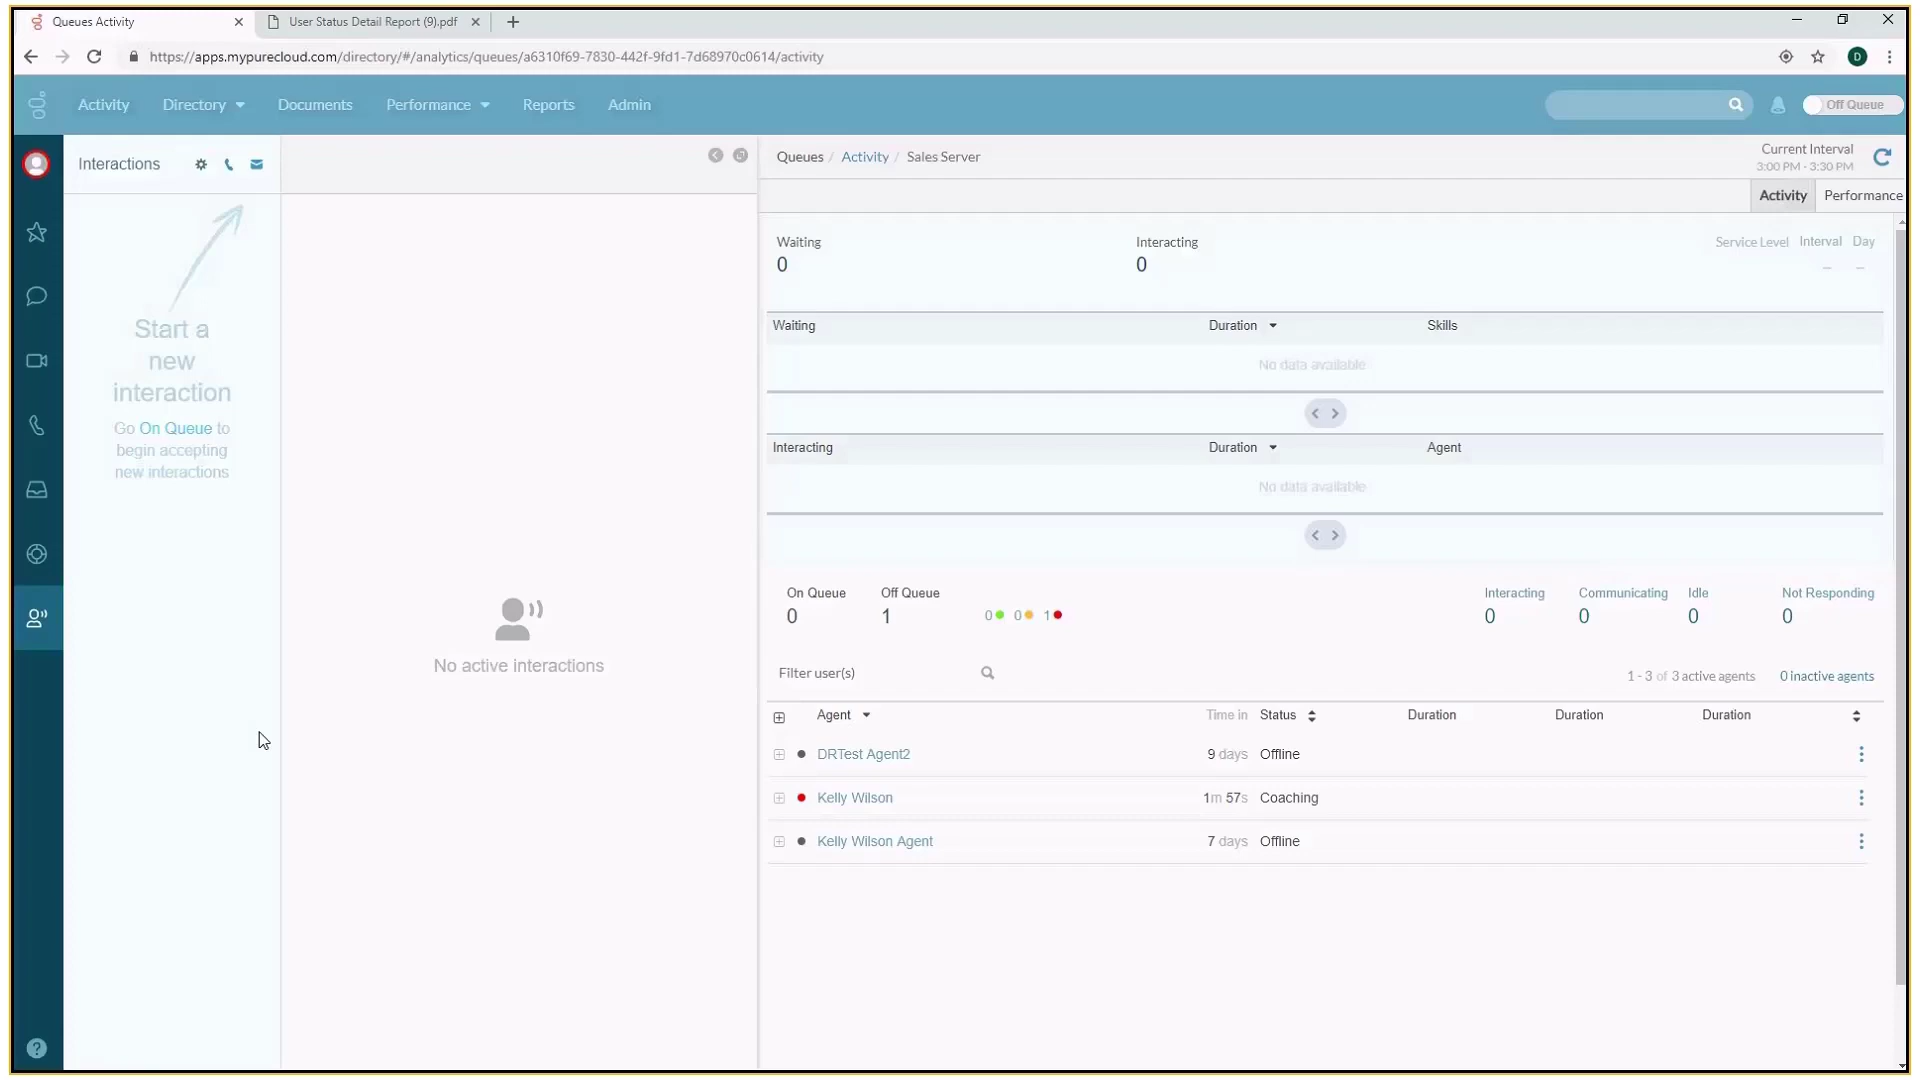 Queues Activity
User Status Detail Report (9).pdf
https://apps.mypurecloud.com/directory/#/analytics/queues/a6310f69-7830-442f-9fd1-7d68970c0614/activity
D
Activity Directory Documents Performance Reports Admin
Off Queue
Interactions
Start a
new
interaction
Go On Queue to
begin accepting
new interactions
No active interactions
Queues / Activity / Sales Server
Current Interval
3:00 PM - 3:30 PM
Activity Performance
Waiting Interacting Service Level Interval Day
0 0 – –
Waiting Duration Skills
No data available
Interacting Duration Agent
No data available
On Queue Off Queue Interacting Communicating Idle Not Responding
0 1 0 0 1 0 0 0 0
Filter user(s) 1 - 3 of 3 active agents 0 inactive agents
Agent Time in Status Duration Duration Duration
DRTest Agent2 9 days Offline
Kelly Wilson 1m 57s Coaching
Kelly Wilson Agent 7 days Offline